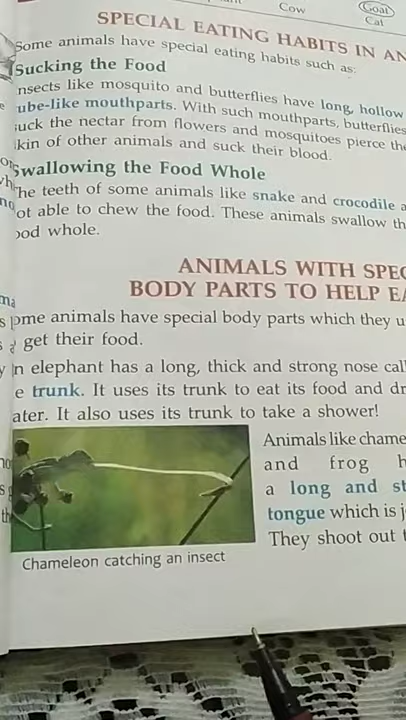 Cow
Goat
Cat
SPECIAL EATING HABITS IN AN
Some animals have special eating habits such as:
Sucking the Food
nsects like mosquito and butterflies have long, hollow
ube-like mouthparts. With such mouthparts, butterflies
uck the nectar from flowers and mosquitoes pierce the
kin of other animals and suck their blood.
Swallowing the Food Whole
he teeth of some animals like snake and crocodile a
ot able to chew the food. These animals swallow th
ood whole.
ANIMALS WITH SPEC
BODY PARTS TO HELP EA
ome animals have special body parts which they u
get their food.
n elephant has a long, thick and strong nose cal
e trunk. It uses its trunk to eat its food and dr
ater. It also uses its trunk to take a shower!
Animals like chame
and frog h
a long and st
tongue which is j
They shoot out t
Chameleon catching an insect